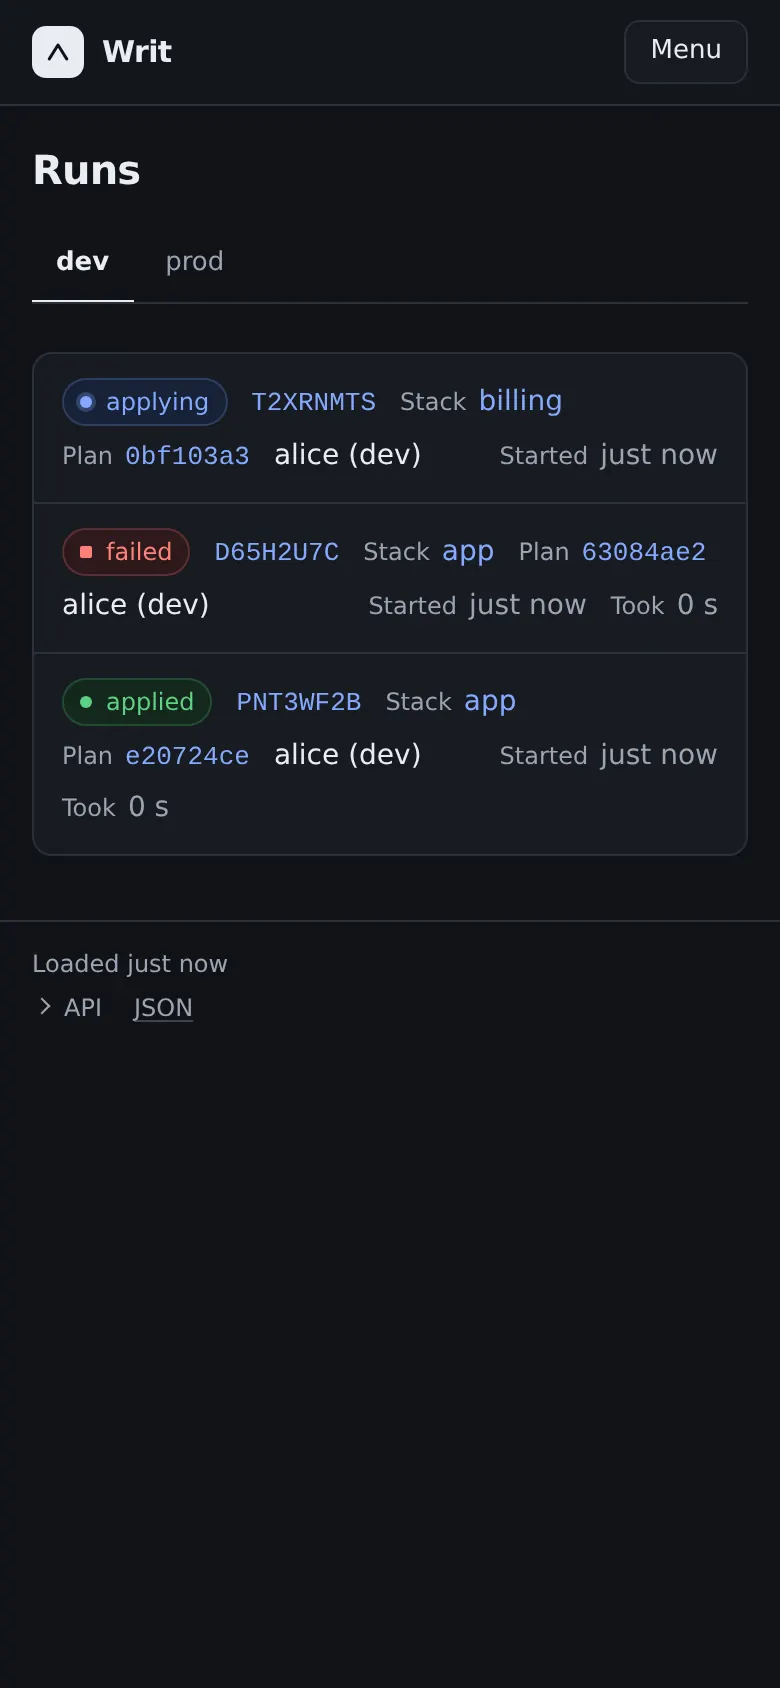 Writ
Menu
Runs
dev prod
applying T2XRNMTS Stack billing
Plan 0bf103a3 alice (dev) Started just now
failed D65H2U7C Stack app Plan 63084ae2
alice (dev) Started just now Took 0 s
applied PNT3WF2B Stack app
Plan e20724ce alice (dev) Started just now
Took 0 s
Loaded just now
API JSON